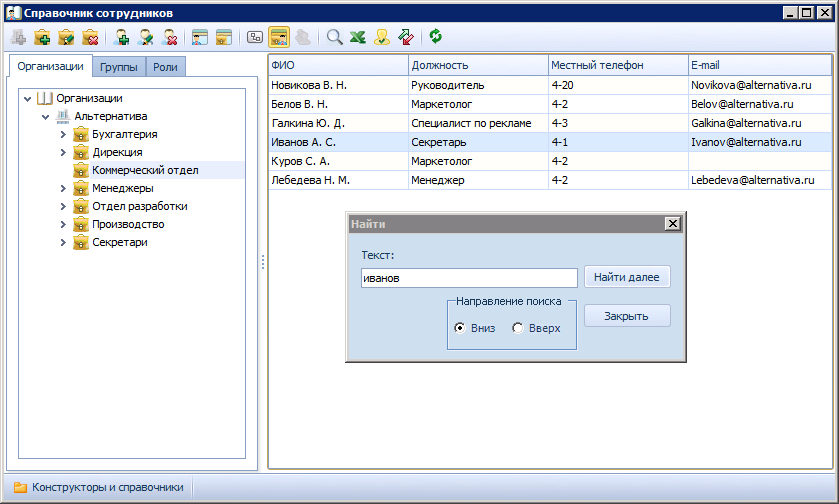 Справочник сотрудников
Организации Группы Роли
Организации
Альтернатива
Бухгалтерия
Дирекция
Коммерческий отдел
Менеджеры
Отдел разработки
Производство
Секретари
ФИО Должность Местный телефон E-mail
Новикова В. Н. Руководитель 4-20 Novikova@alternativa.ru
Белов В. Н. Маркетолог 4-2 Belov@alternativa.ru
Галкина Ю. Д. Специалист по рекламе 4-3 Galkina@alternativa.ru
Иванов А. С. Секретарь 4-1 Ivanov@alternativa.ru
Куров С. А. Маркетолог 4-2
Лебедева Н. М. Менеджер 4-2 Lebedeva@alternativa.ru
Найти
Текст:
иванов Найти далее
Направление поиска
Вниз Вверх
Закрыть
Конструкторы и справочники